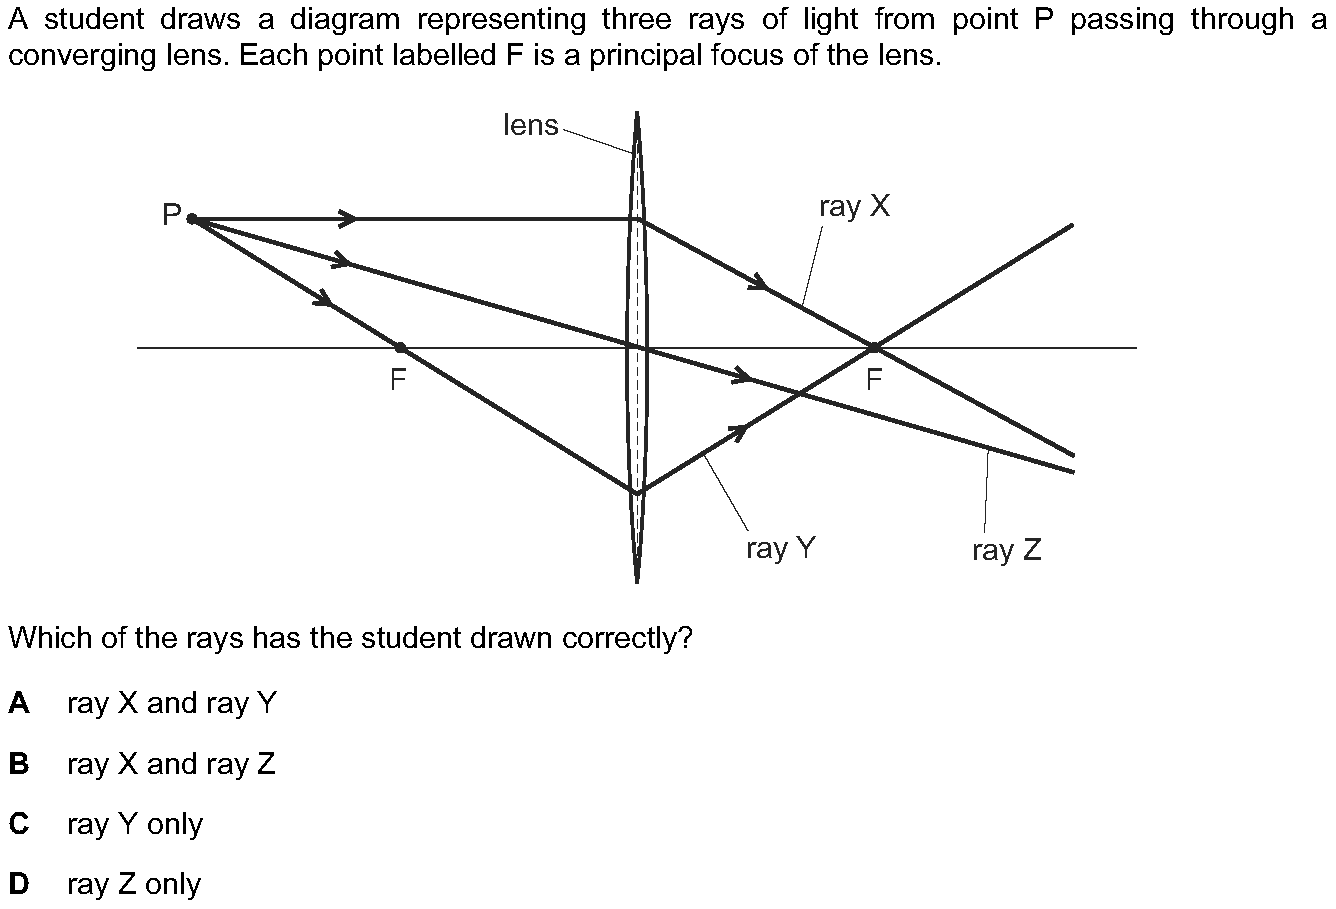 A student draws a diagram representing three rays of light from point P passing through a
converging lens. Each point labelled F is a principal focus of the lens.
lens
P
ray X
F
F
ray Y
ray Z
Which of the rays has the student drawn correctly?
A ray X and ray Y
B ray X and ray Z
C ray Y only
D ray Z only